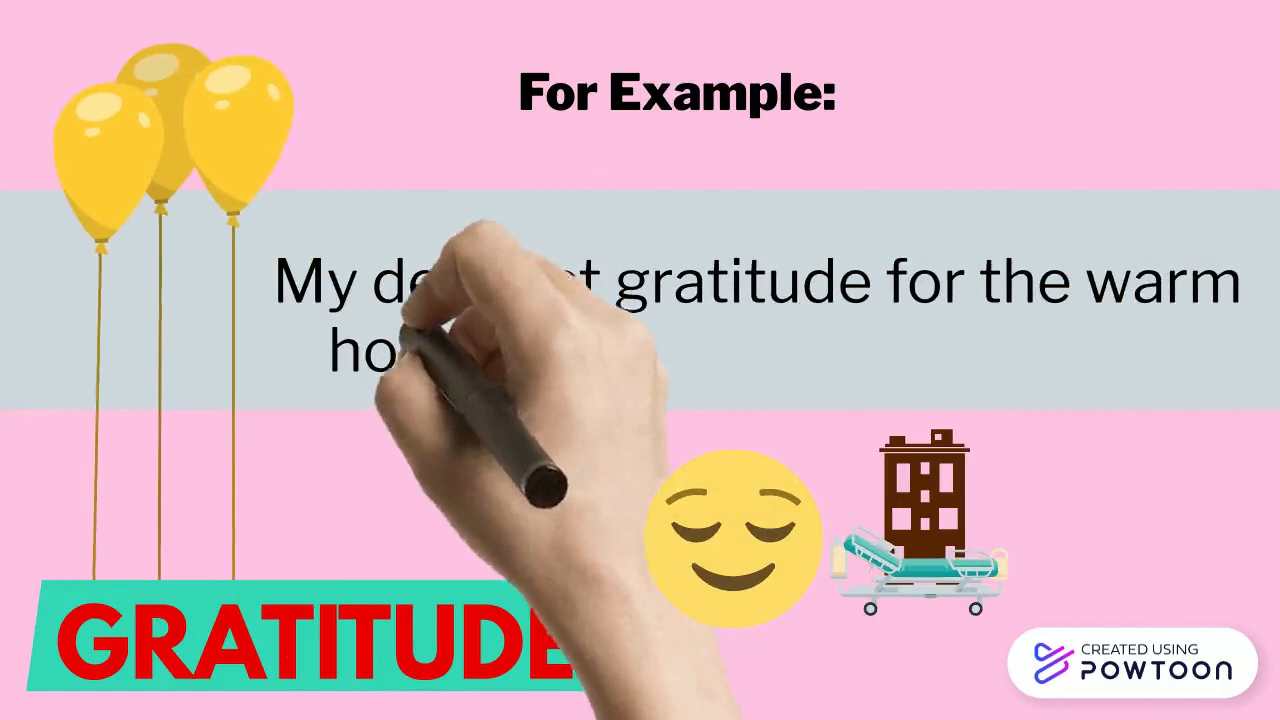 For Example:
My gratitude for the warm
GRATITUDE
CREATED USING
POWTOON